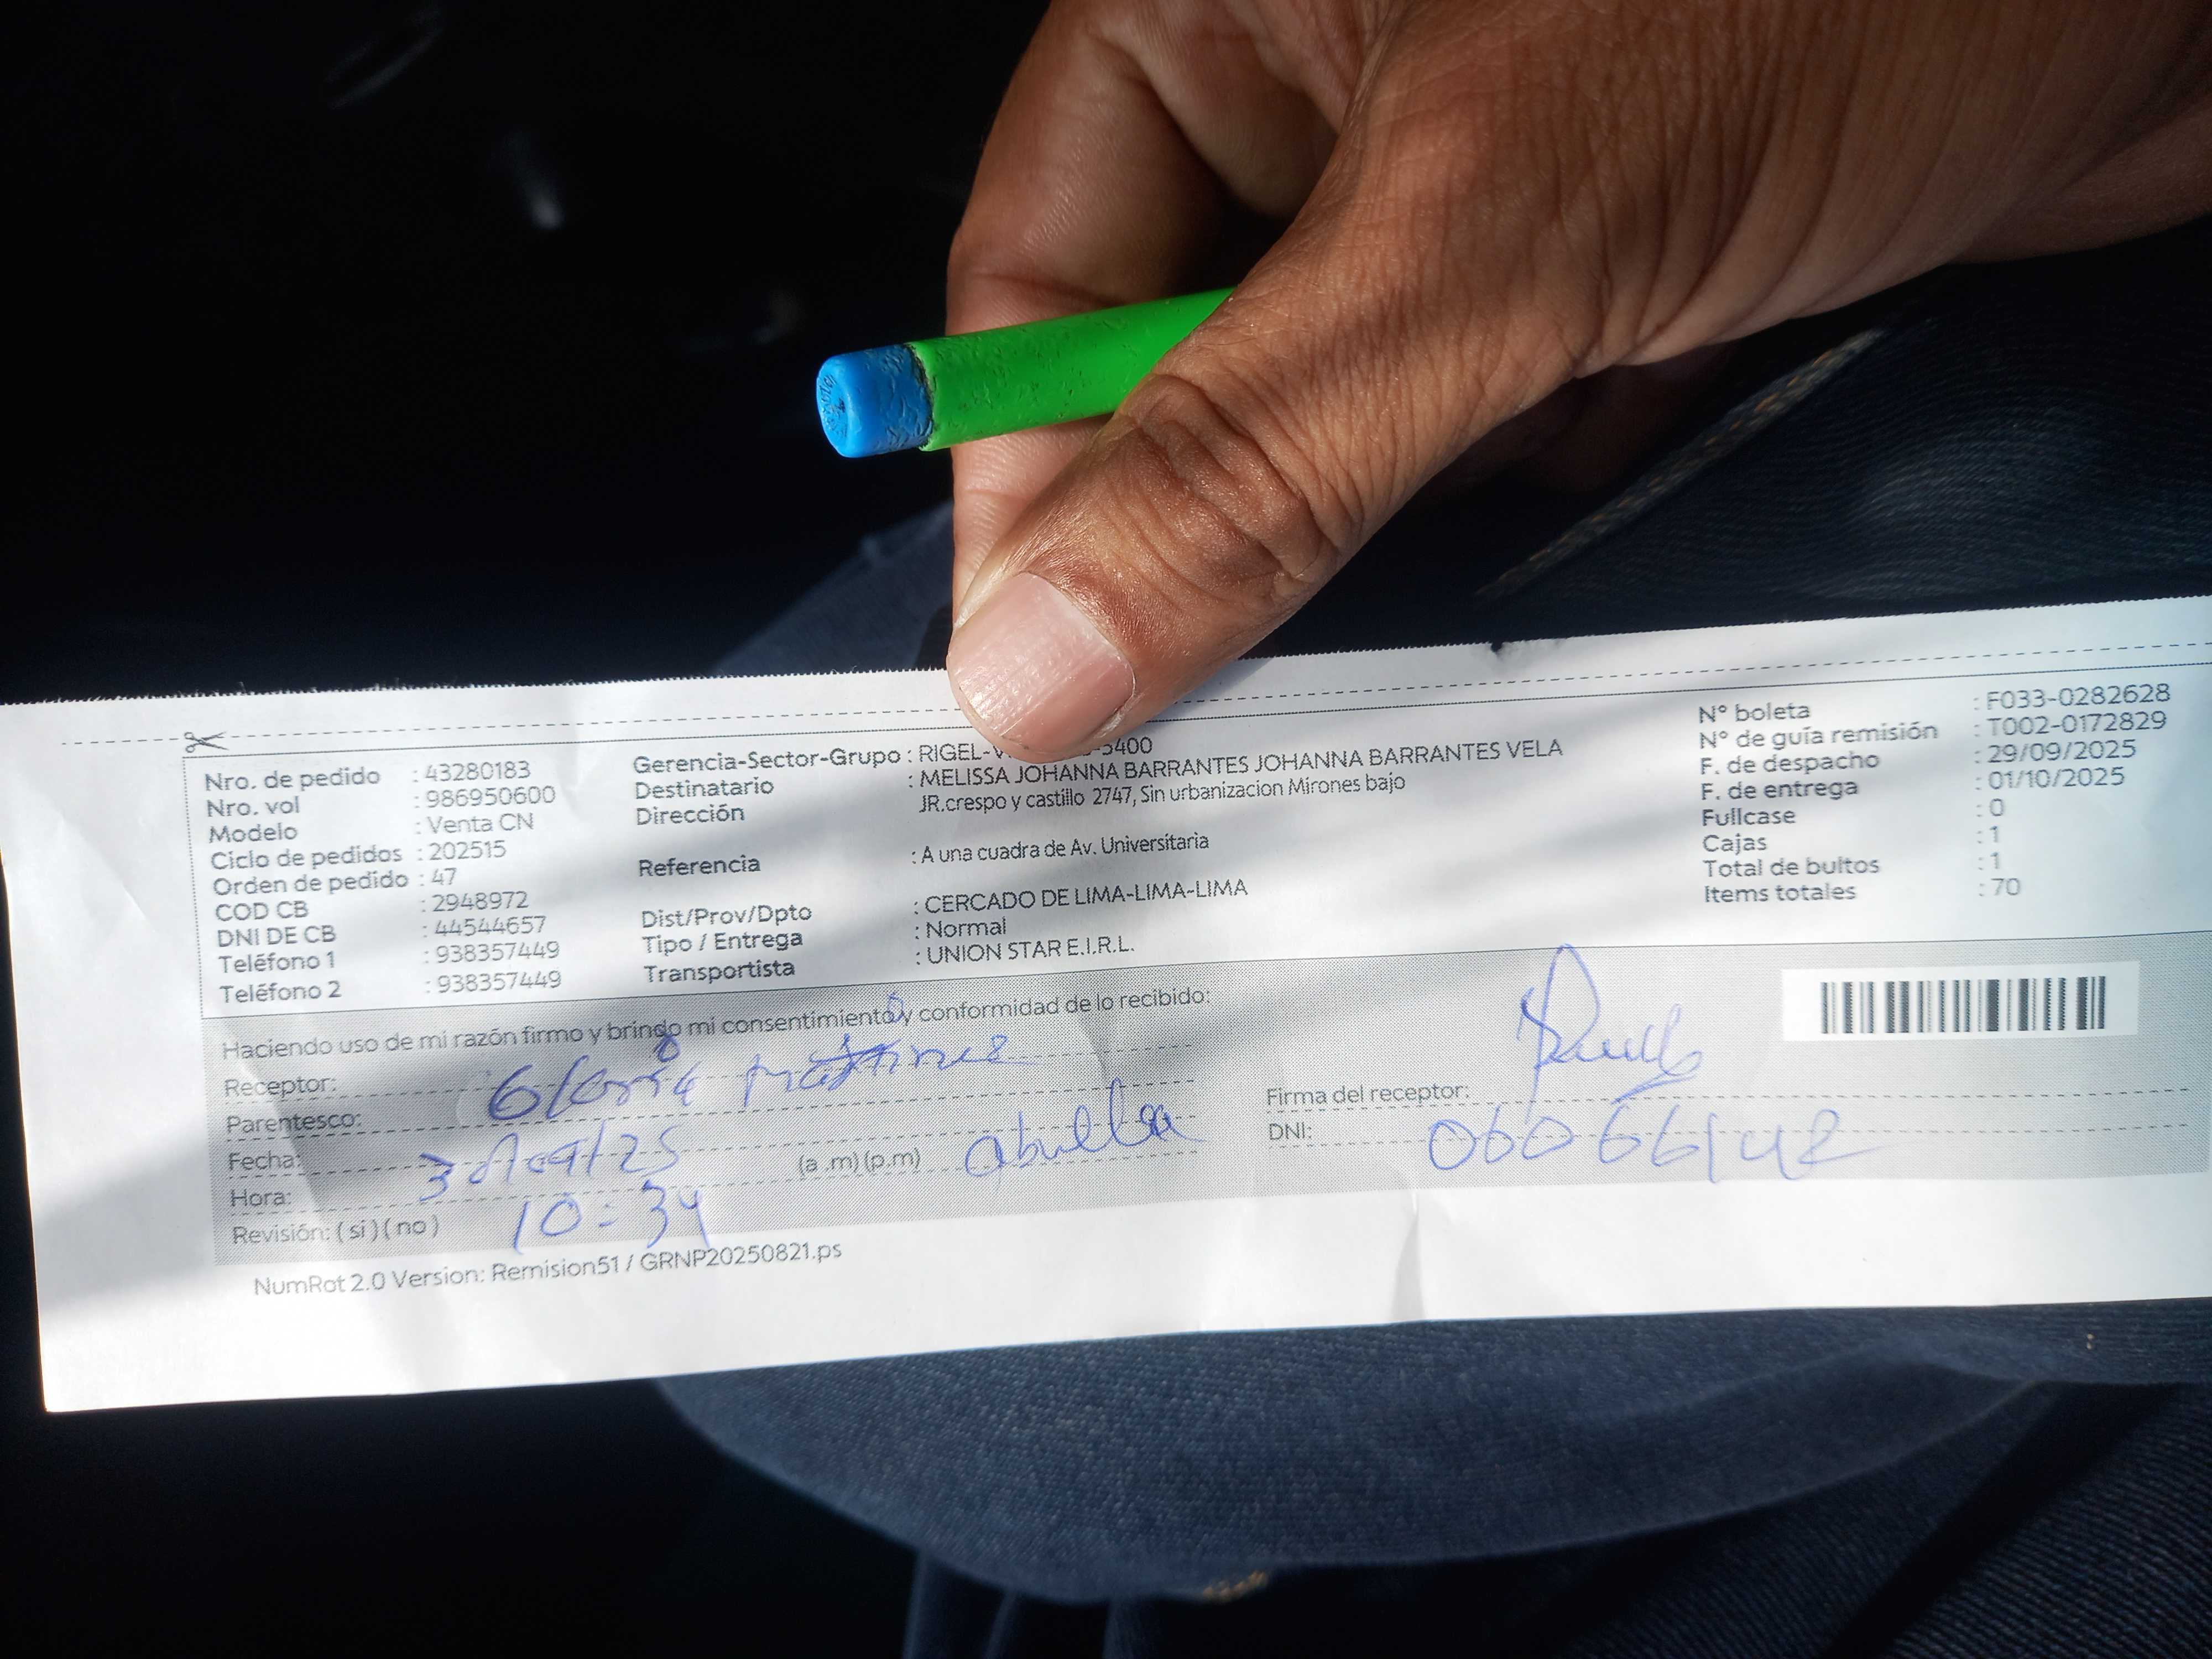 Nro. de pedido : 43280183
Nro. vol : 986950600
Modelo : Venta CN
Ciclo de pedidos : 202515
Orden de pedido : 47
COD CB : 2948972
DNI DE CB : 44544657
Teléfono 1 : 938357449
Teléfono 2 : 938357449
Gerencia-Sector-Grupo : RIGEL-
Destinatario : MELISSA JOHANNA BARRANTES JOHANNA BARRANTES VELA
Dirección JR.crespo y castillo 2747, Sin urbanizacion Mirones bajo
Referencia : A una cuadra de Av. Universitaria
Dist/Prov/Dpto : CERCADO DE LIMA-LIMA-LIMA
Tipo / Entrega : Normal
Transportista : UNION STAR E.I.R.L.
N° boleta : F033-0282628
N° de guía remisión : T002-0172829
F. de despacho : 29/09/2025
F. de entrega : 01/10/2025
Fullcase : 0
Cajas : 1
Total de bultos : 1
Items totales : 70
Haciendo uso de mi razón firmo y brindo mi consentimiento y conformidad de lo recibido:
Receptor: Gloria
Parentesco:
Fecha: (a .m) (p.m)
Hora: 10:34
Revisión: ( si ) ( no )
Firma del receptor:
DNI:
NumRot 2.0 Version: Remision51 / GRNP20250821.ps